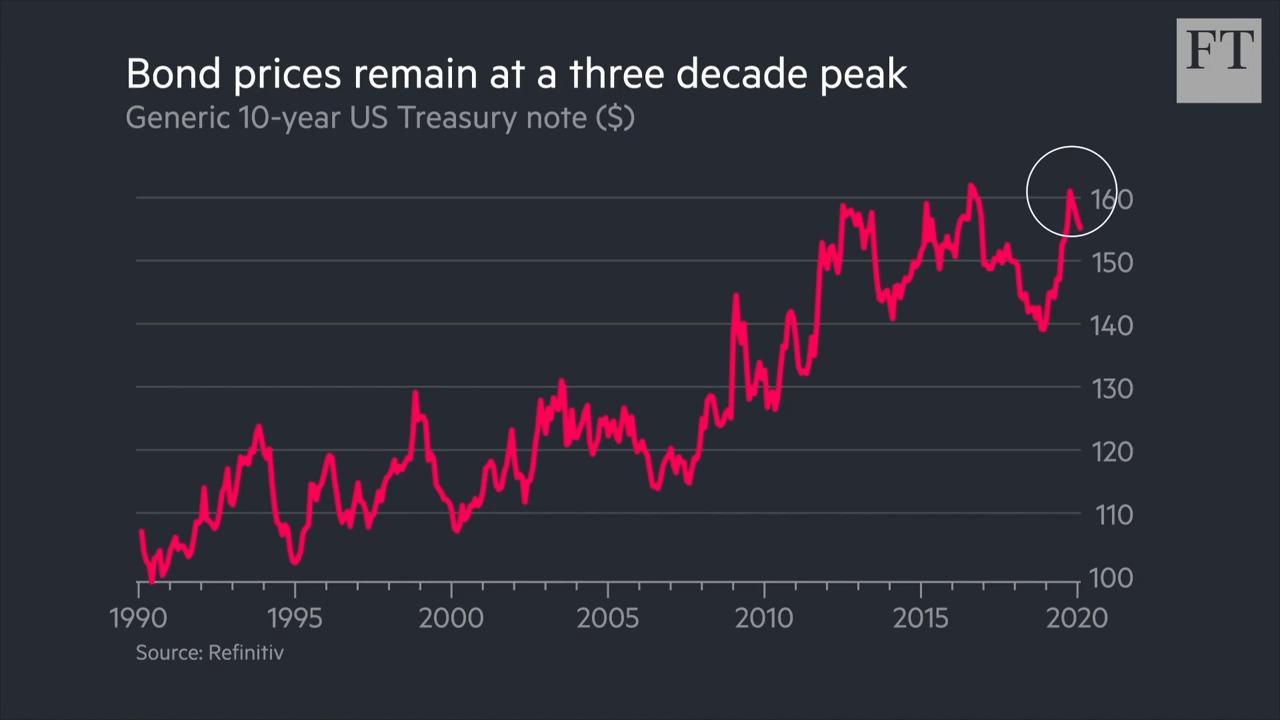 FT
Bond prices remain at a three decade peak
Generic 10-year US Treasury note ($)
160
150
140
130
120
110
100
1990 1995 2000 2005 2010 2015 2020
Source: Refinitiv